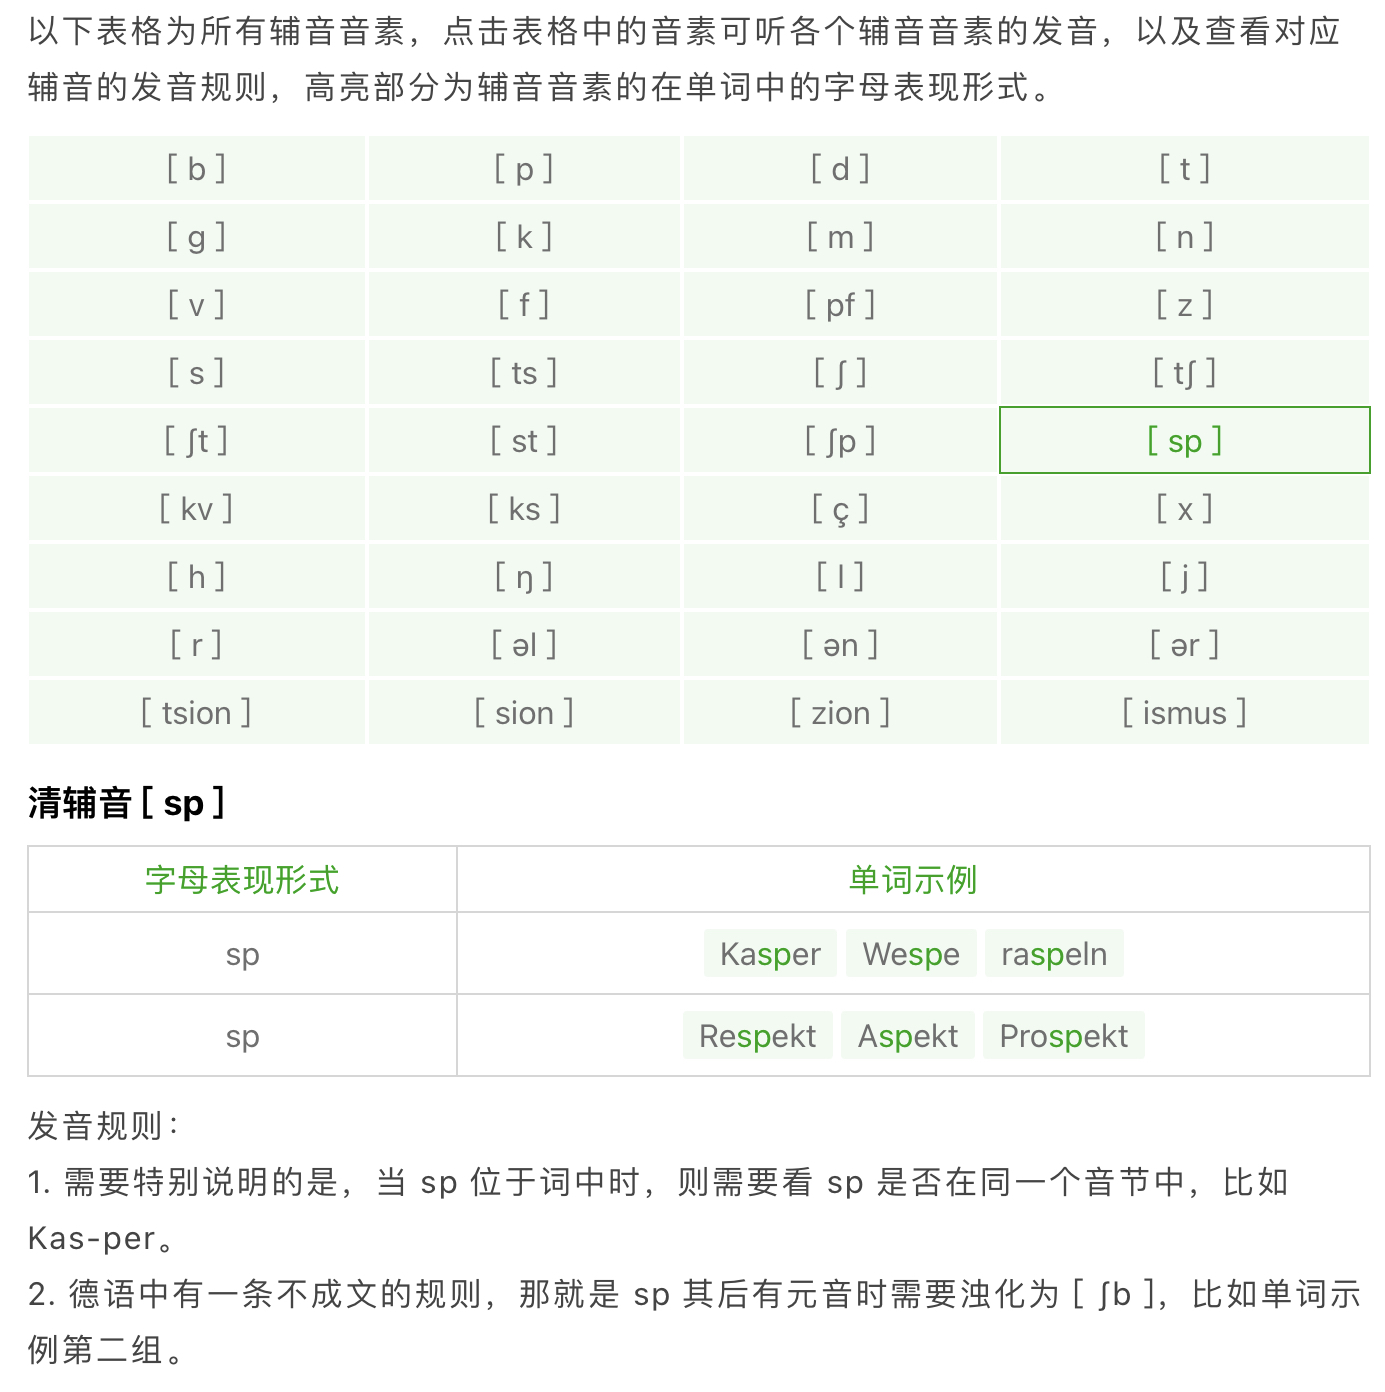 以下表格为所有辅音音素，点击表格中的音素可听各个辅音音素的发音，以及查看对应
辅音的发音规则，高亮部分为辅音音素的在单词中的字母表现形式。
[ b ] [ p ] [ d ] [ t ]
[ g ] [ k ] [ m ] [ n ]
[ v ] [ f ] [ pf ] [ z ]
[ s ] [ ts ] [ ʃ ] [ tʃ ]
[ ʃt ] [ st ] [ ʃp ] [ sp ]
[ kv ] [ ks ] [ ç ] [ x ]
[ h ] [ ŋ ] [ l ] [ j ]
[ r ] [ əl ] [ ən ] [ ər ]
[ tsion ] [ sion ] [ zion ] [ ismus ]
清辅音 [ sp ]
字母表现形式 单词示例
sp Kasper Wespe raspeln
sp Respekt Aspekt Prospekt
发音规则：
1. 需要特别说明的是，当 sp 位于词中时，则需要看 sp 是否在同一个音节中，比如
Kas-per。
2. 德语中有一条不成文的规则，那就是 sp 其后有元音时需要浊化为 [ ʃb ]，比如单词示
例第二组。